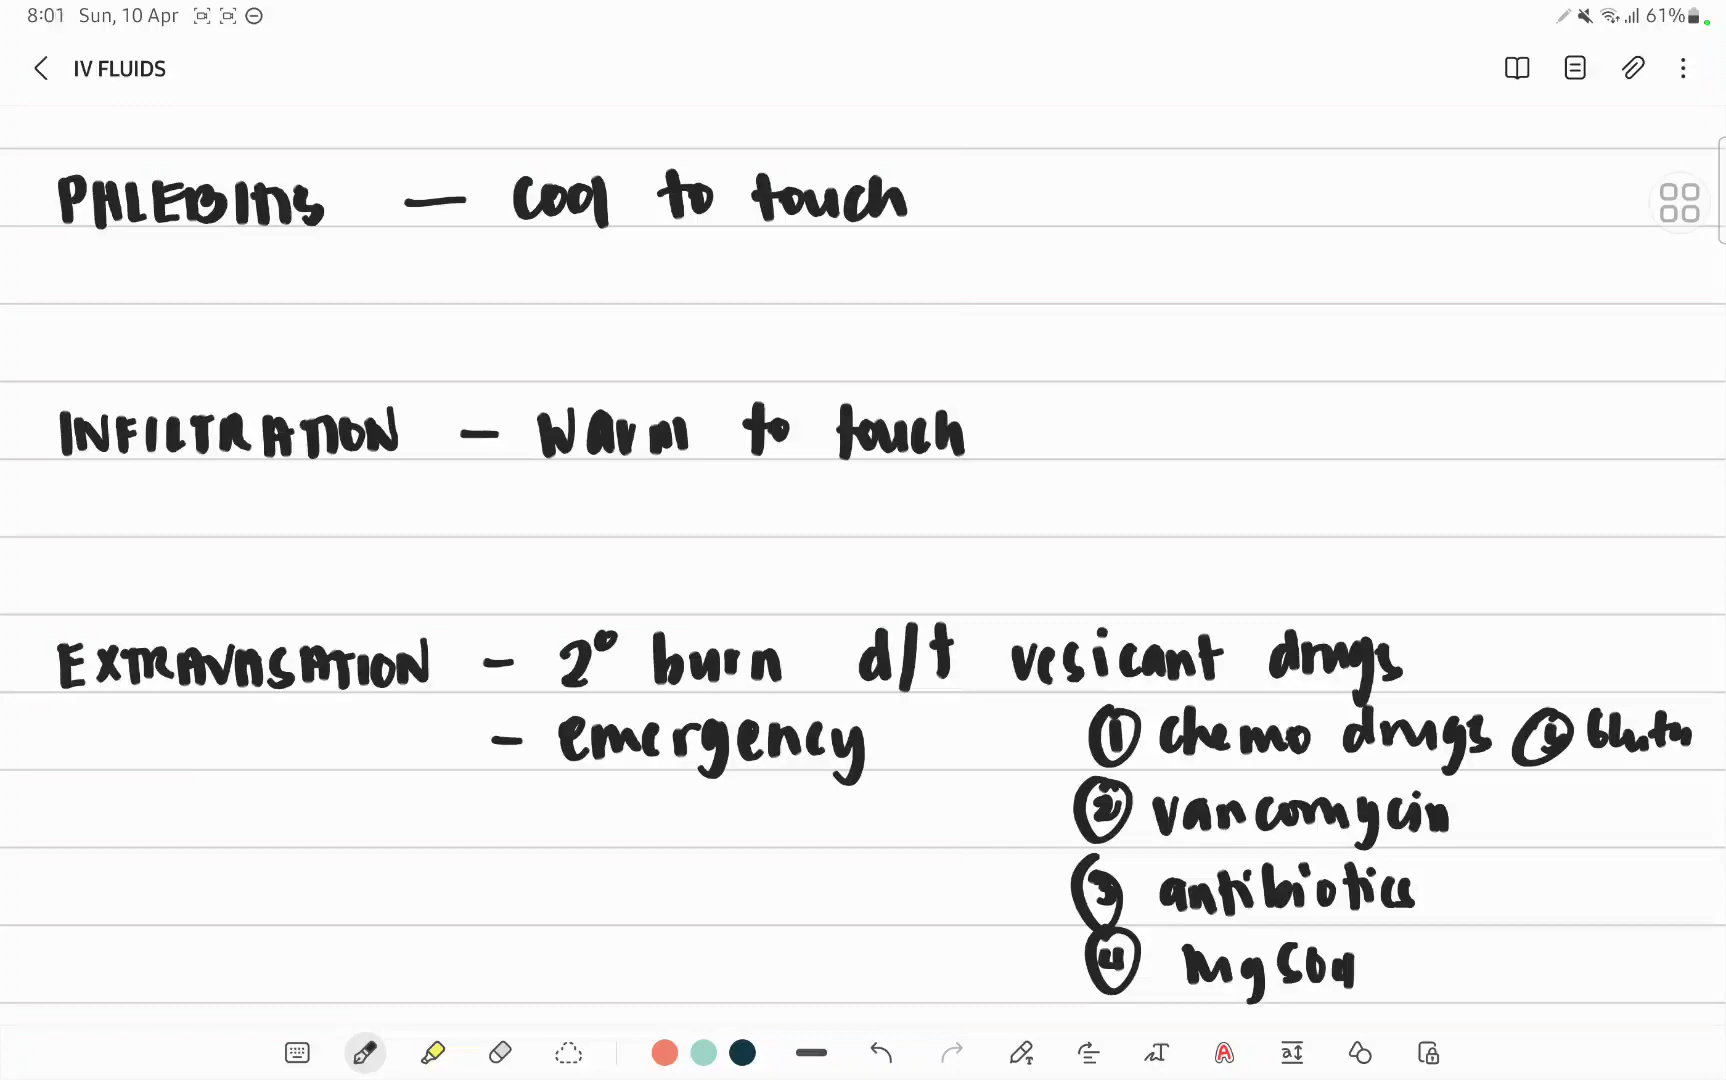 8:01 Sun, 10 Apr 61%
IV FLUIDS
PHLEBITIS — cool to touch
INFILTRATION – warm to touch
EXTRAVASATION – 2° burn d/t vesicant drugs
– emergency ① chemo drugs ⑤ Gluta
② vancomycin
③ antibiotics
④ MgSO4